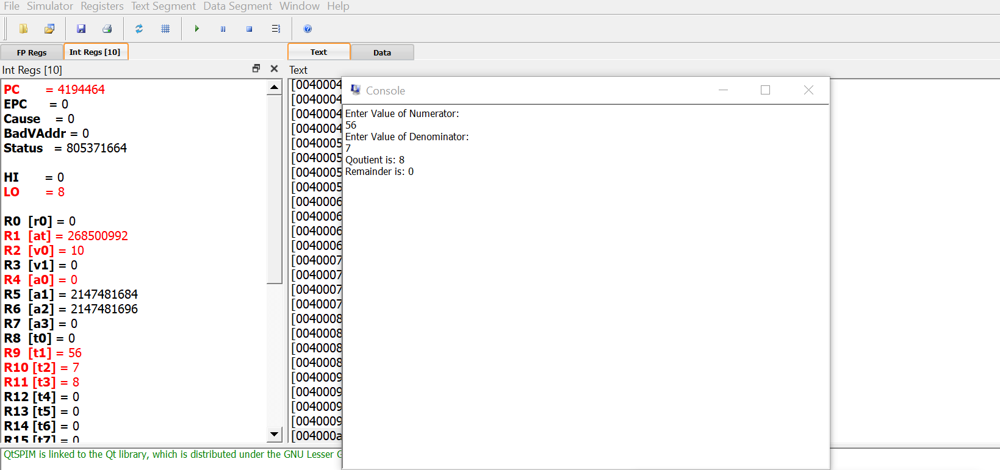 File Simulator Registers Text Segment Data Segment Window Help
FP Regs
Int Regs [10]
Text
Data
Int Regs [10]
PC = 4194464
EPC = 0
Cause = 0
BadVAddr = 0
Status = 805371664
HI = 0
LO = 8
R0 [r0] = 0
R1 [at] = 268500992
R2 [v0] = 10
R3 [v1] = 0
R4 [a0] = 0
R5 [a1] = 2147481684
R6 [a2] = 2147481696
R7 [a3] = 0
R8 [t0] = 0
R9 [t1] = 56
R10 [t2] = 7
R11 [t3] = 8
R12 [t4] = 0
R13 [t5] = 0
R14 [t6] = 0
R15 [t7] = 0
Text
[0040004
[0040004
[0040004
[0040004
[0040005
[0040005
[0040005
[0040005
[0040006
[0040006
[0040006
[0040006
[0040007
[0040007
[0040007
[0040007
[0040008
[0040008
[0040008
[0040008
[0040009
[0040009
[0040009
[0040009
[004000a
Console
Enter Value of Numerator:
56
Enter Value of Denominator:
7
Qoutient is: 8
Remainder is: 0
QtSPIM is linked to the Qt library, which is distributed under the GNU Lesser G